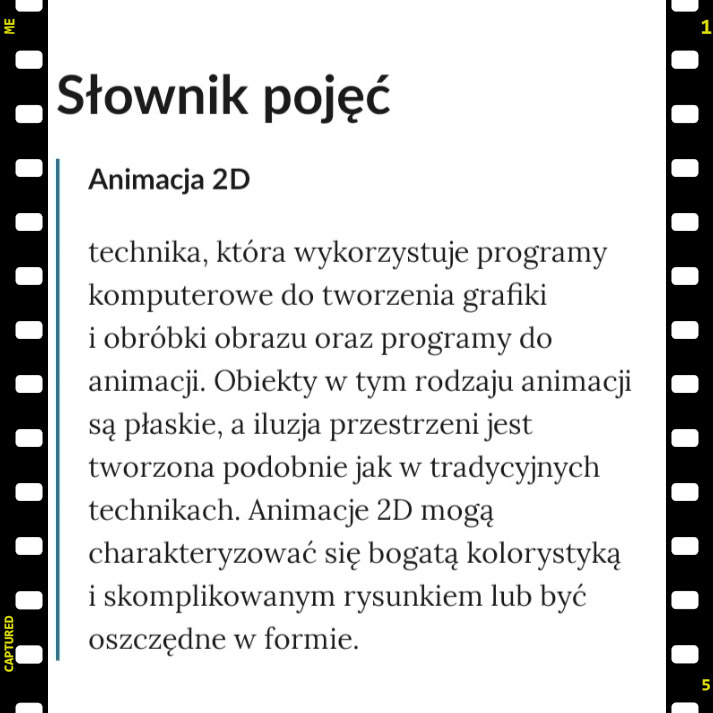 ME
1
Słownik pojęć
Animacja 2D
technika, która wykorzystuje programy
komputerowe do tworzenia grafiki
i obróbki obrazu oraz programy do
animacji. Obiekty w tym rodzaju animacji
są płaskie, a iluzja przestrzeni jest
tworzona podobnie jak w tradycyjnych
technikach. Animacje 2D mogą
charakteryzować się bogatą kolorystyką
i skomplikowanym rysunkiem lub być
oszczędne w formie.
CAPTURED
5